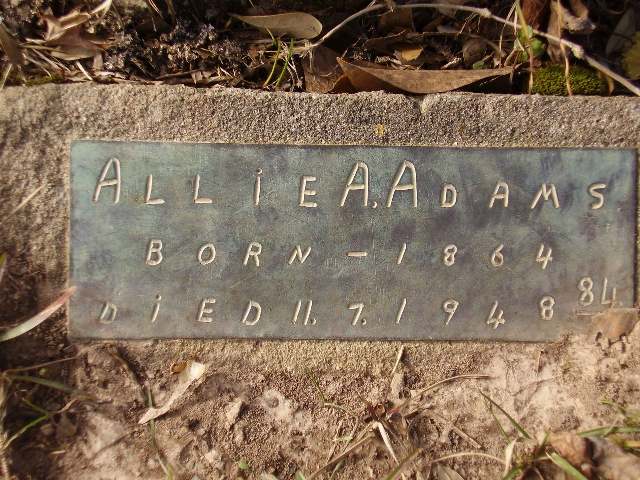 ALLiE A. ADAMS
BORN - 1864
DiED 11. 7. 1948 84.